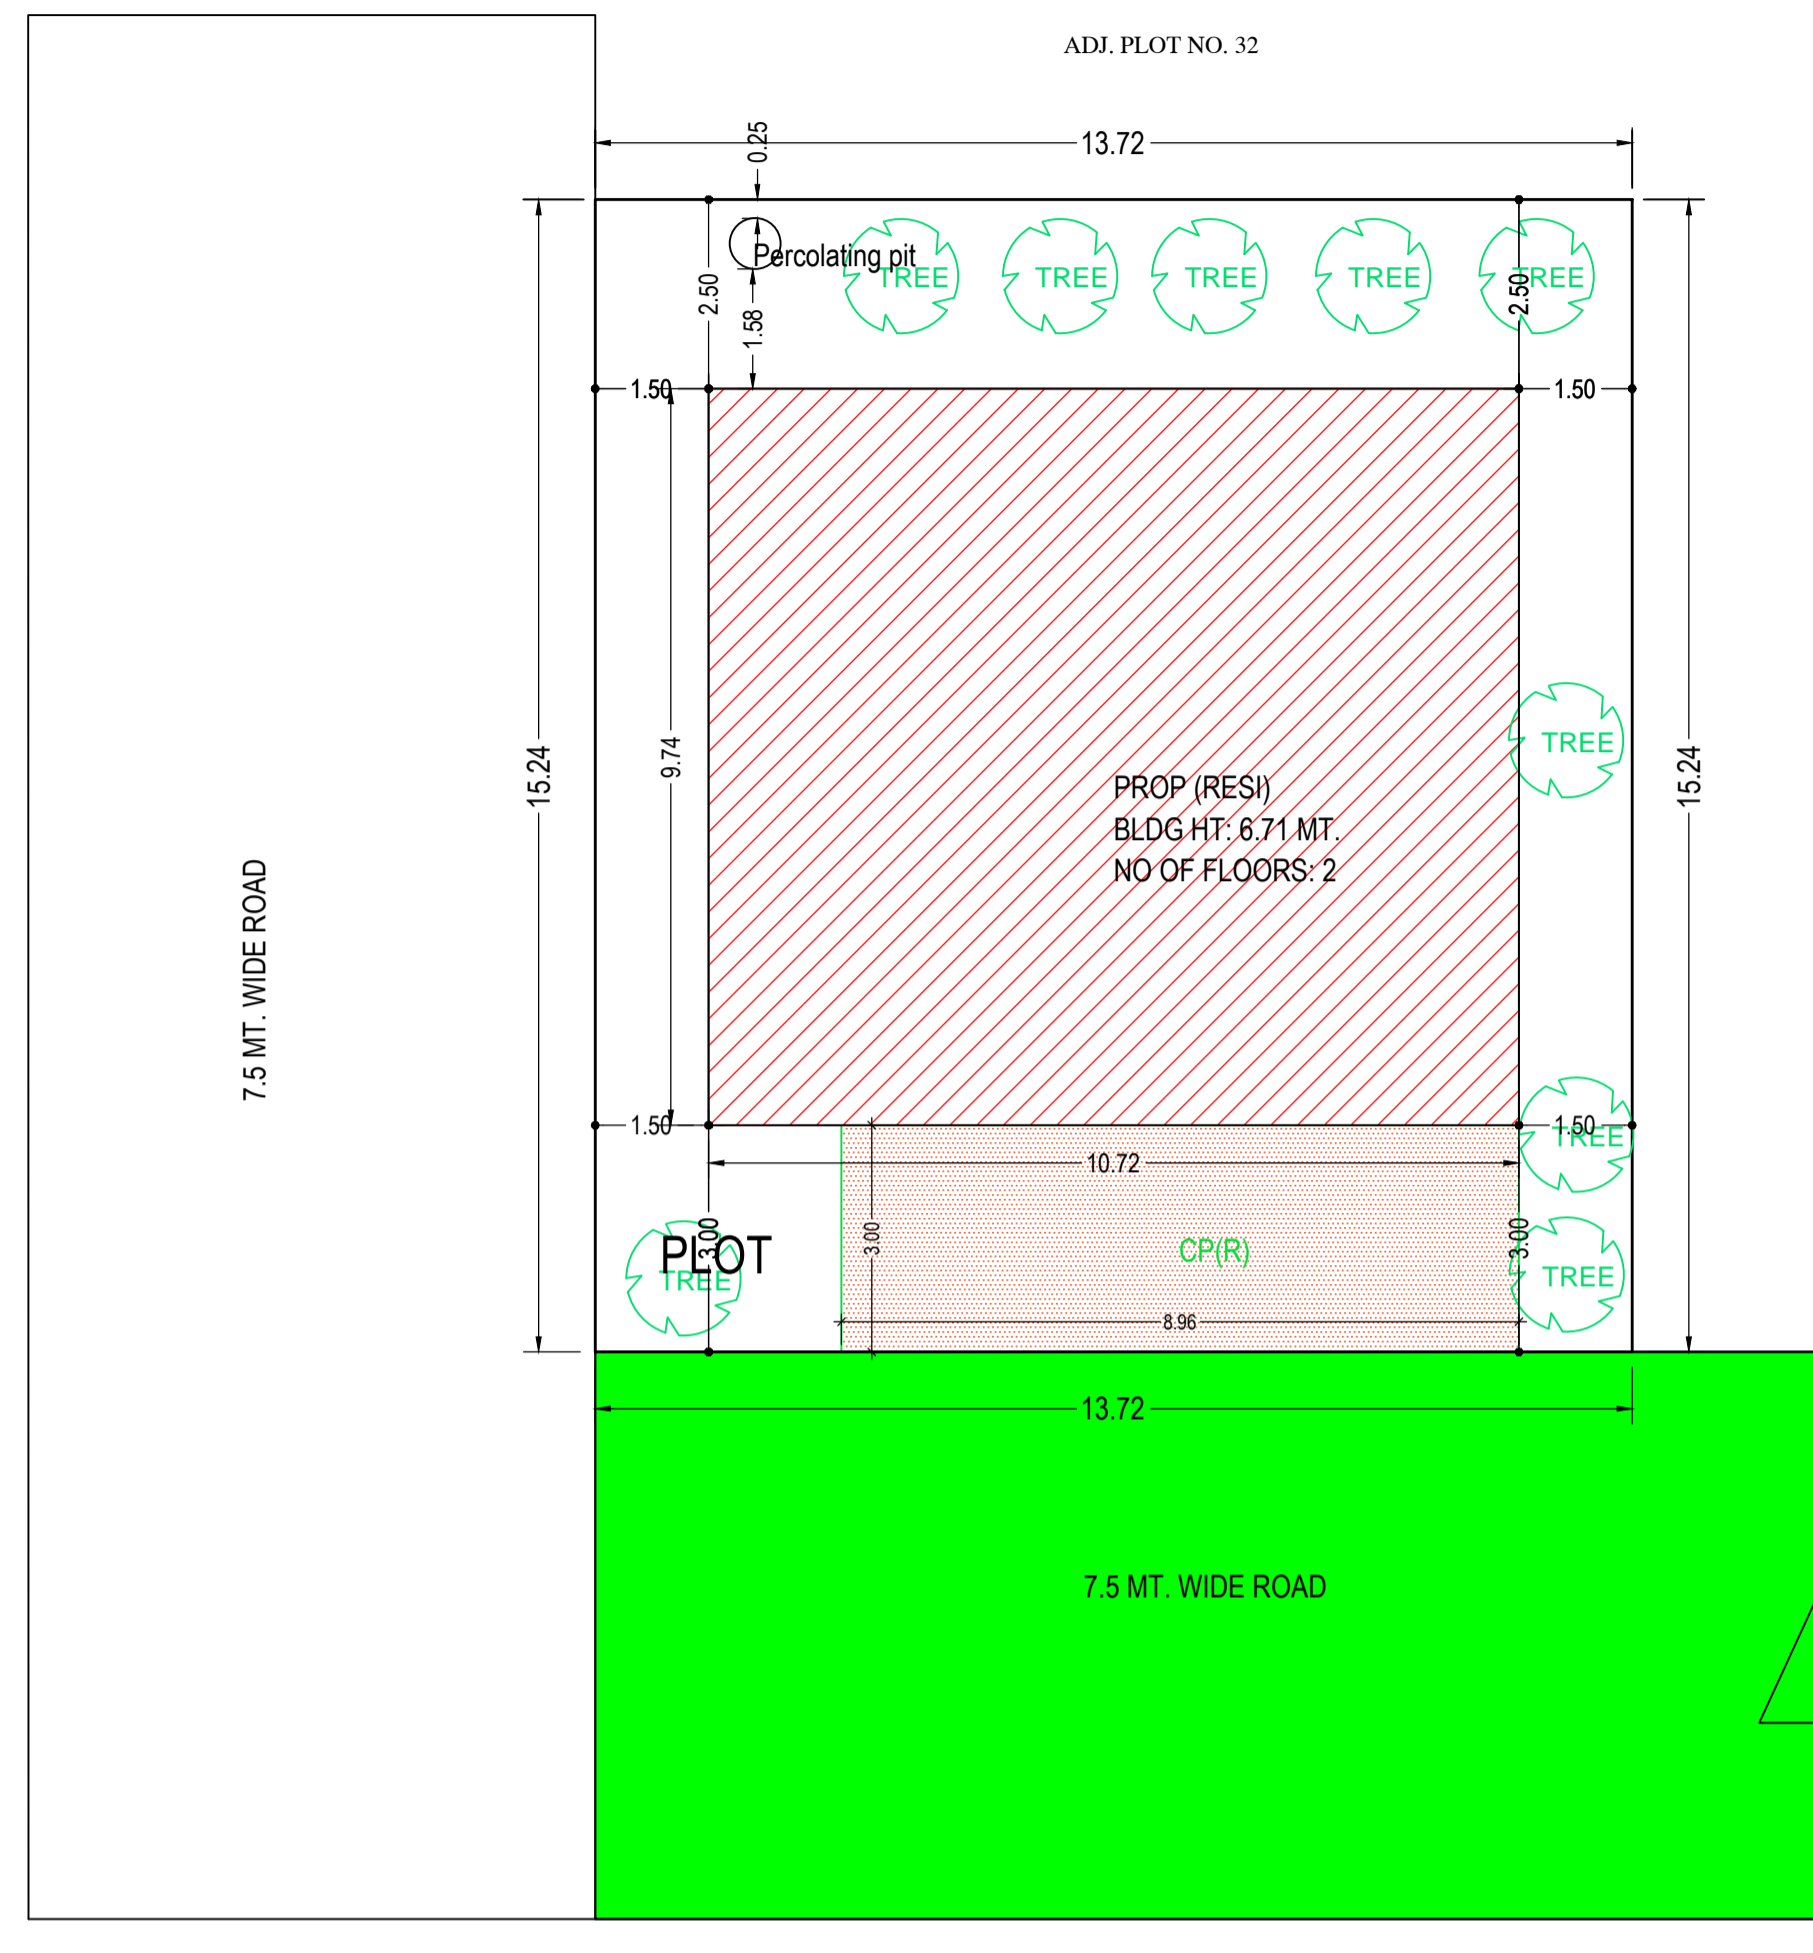 ADJ. PLOT NO. 32
0.25
13.72
Percolating pit
TREE
TREE
TREE
TREE
TREE
2.50
2.50
1.58
1.50
1.50
9.74
15.24
15.24
TREE
PROP (RESI)
BLDG HT: 6.71 MT.
NO OF FLOORS: 2
7.5 MT. WIDE ROAD
1.50
1.50
TREE
10.72
3.00
3.00
3.00
PLOT
TREE
CP(R)
TREE
8.96
13.72
7.5 MT. WIDE ROAD